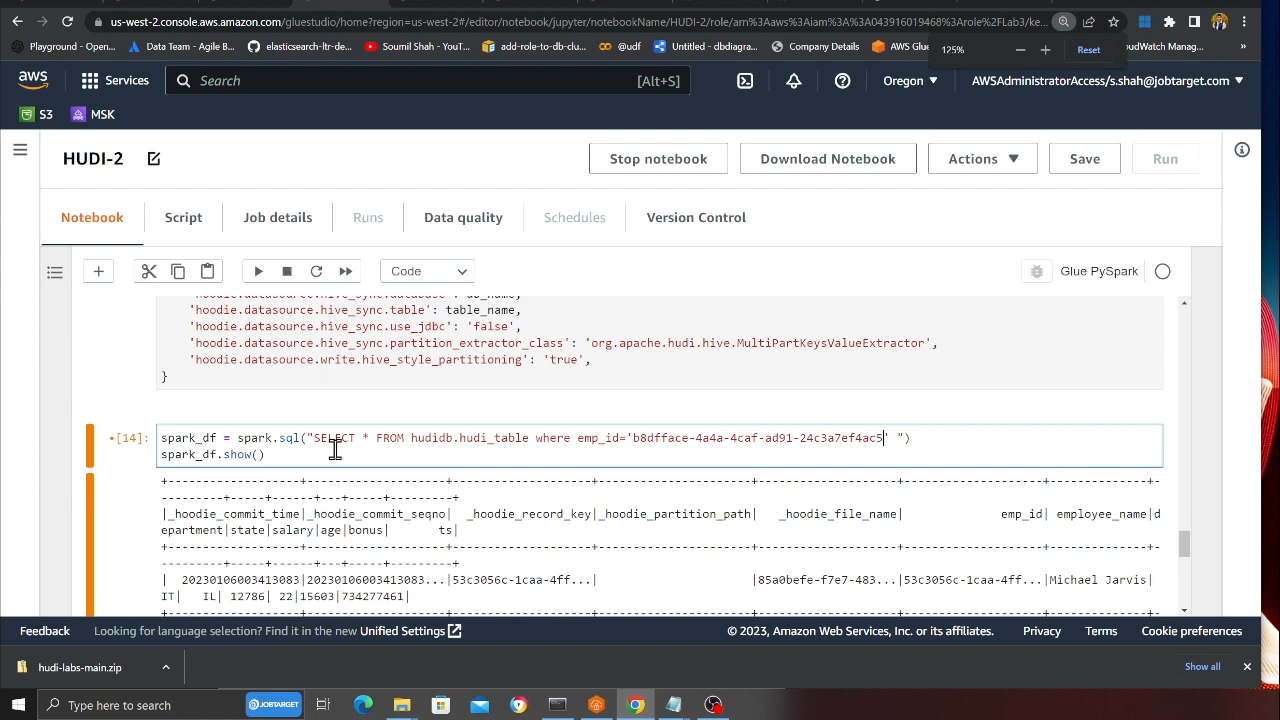 us-west-2.console.aws.amazon.com/gluestudio/home?region=us-west-2#/editor/notebook/jupyter/notebookName/HUDI-2/role/arn%3Aaws%3Aiam%3A%3A043916019468%3Arole%2FLab3/ke...
Playground - Open...
Data Team - Agile B...
elasticsearch-ltr-de...
Soumil Shah - YouT...
add-role-to-db-clu...
@udf
Untitled - dbdiagra...
Company Details
AWS Glue
125%
Reset
oudWatch Manag...
aws
Services
Search
[Alt+S]
Oregon
AWSAdministratorAccess/s.shah@jobtarget.com
S3
MSK
HUDI-2
Stop notebook
Download Notebook
Actions
Save
Run
Notebook
Script
Job details
Runs
Data quality
Schedules
Version Control
Code
Glue PySpark
'hoodie.datasource.hive_sync.table': table_name,
'hoodie.datasource.hive_sync.use_jdbc': 'false',
'hoodie.datasource.hive_sync.partition_extractor_class': 'org.apache.hudi.hive.MultiPartKeysValueExtractor',
'hoodie.datasource.write.hive_style_partitioning': 'true',
}
[14]:
spark_df = spark.sql("SELECT * FROM hudidb.hudi_table where emp_id='b8dfface-4a4a-4caf-ad91-24c3a7ef4ac5' ")
spark_df.show()
+-------------------+--------------------+--------------------+----------------------+--------------------+--------------------+--------------+-
---------+-----+------+---+-----+---------+
|_hoodie_commit_time|_hoodie_commit_seqno|  _hoodie_record_key|_hoodie_partition_path|   _hoodie_file_name|              emp_id| employee_name|d
epartment|state|salary|age|bonus|       ts|
+-------------------+--------------------+--------------------+----------------------+--------------------+--------------------+--------------+-
---------+-----+------+---+-----+---------+
|  20230106003413083|20230106003413083...|53c3056c-1caa-4ff...|                      |85a0befe-f7e7-483...|53c3056c-1caa-4ff...|Michael Jarvis|
IT|   IL| 12786| 22|15603|734277461|
Feedback
Looking for language selection? Find it in the new Unified Settings
© 2023, Amazon Web Services, Inc. or its affiliates.
Privacy
Terms
Cookie preferences
hudi-labs-main.zip
Show all
Type here to search
JOBTARGET